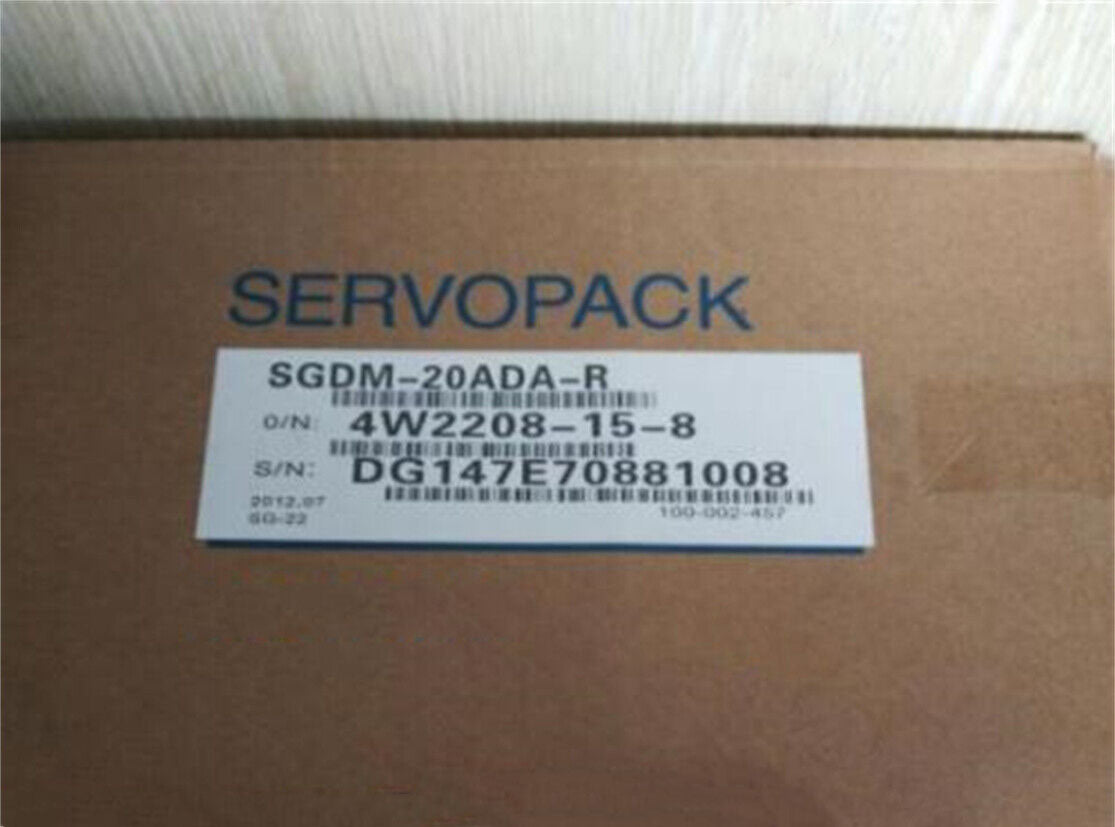 SERVOPACK
SGDM-20ADA-R
O/N: 4W2208-15-8
S/N: DG147E70881008
2012.07
SG-22
100-002-457